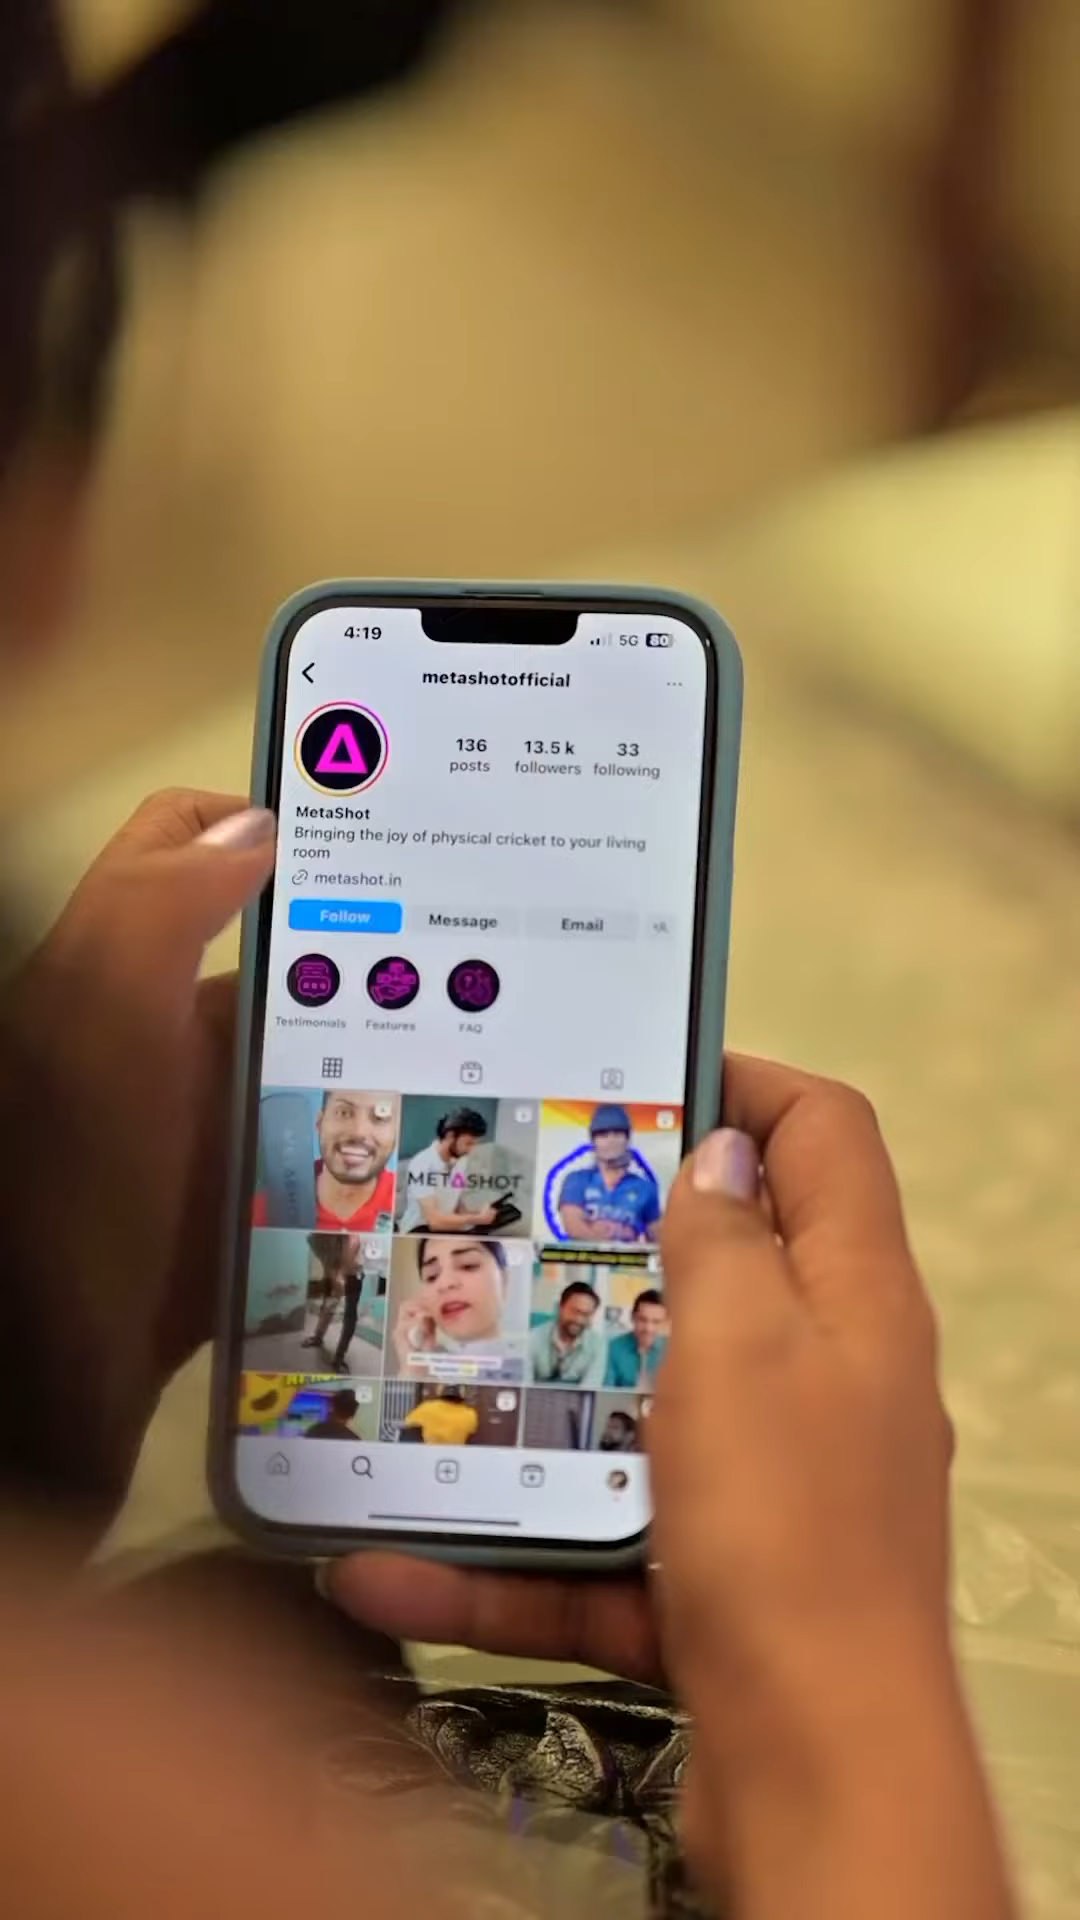 4:19
5G 80
metashotofficial
136 13.5 k 33
posts followers following
MetaShot
Bringing the joy of physical cricket to your living
room
metashot.in
Follow Message Email
Testimonials Features FAQ
METASHOT